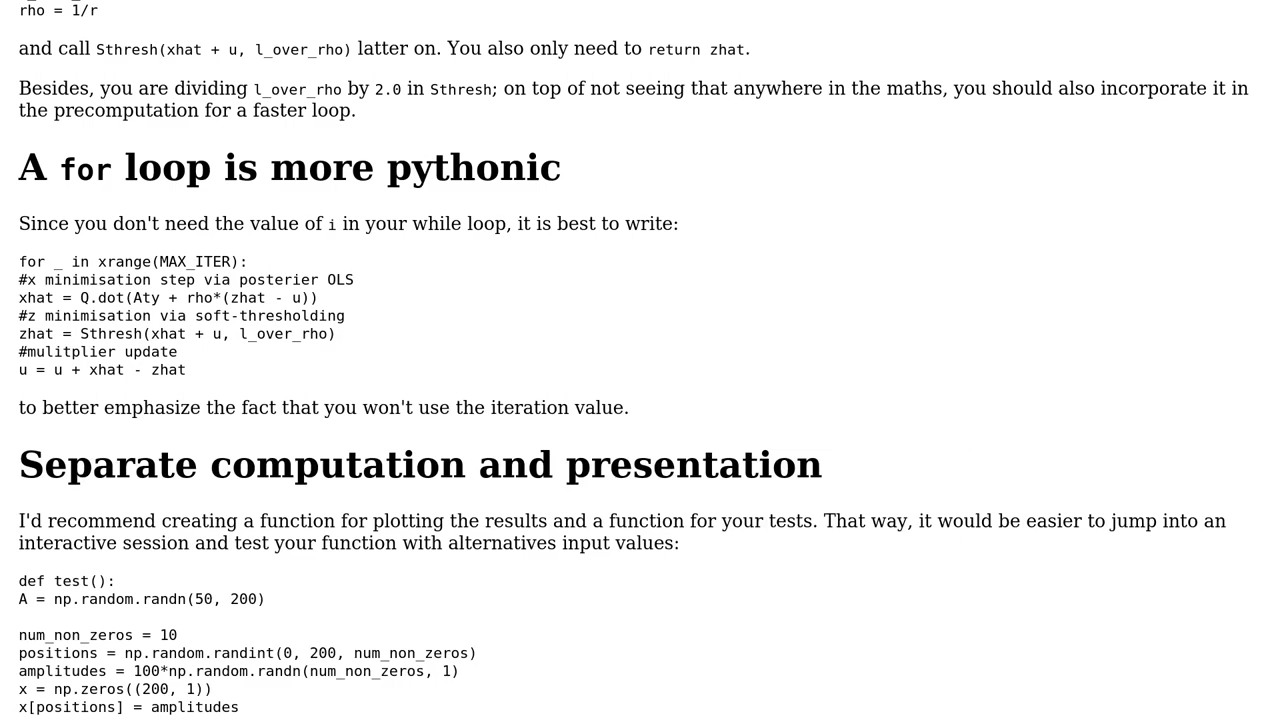 rho = 1/r
and call Sthresh(xhat + u, l_over_rho) latter on. You also only need to return zhat.
Besides, you are dividing l_over_rho by 2.0 in Sthresh; on top of not seeing that anywhere in the maths, you should also incorporate it in
the precomputation for a faster loop.
A for loop is more pythonic
Since you don't need the value of i in your while loop, it is best to write:
for _ in xrange(MAX_ITER):
#x minimisation step via posterier OLS
xhat = Q.dot(Aty + rho*(zhat - u))
#z minimisation via soft-thresholding
zhat = Sthresh(xhat + u, l_over_rho)
#mulitplier update
u = u + xhat - zhat
to better emphasize the fact that you won't use the iteration value.
Separate computation and presentation
I'd recommend creating a function for plotting the results and a function for your tests. That way, it would be easier to jump into an
interactive session and test your function with alternatives input values:
def test():
A = np.random.randn(50, 200)
num_non_zeros = 10
positions = np.random.randint(0, 200, num_non_zeros)
amplitudes = 100*np.random.randn(num_non_zeros, 1)
x = np.zeros((200, 1))
x[positions] = amplitudes